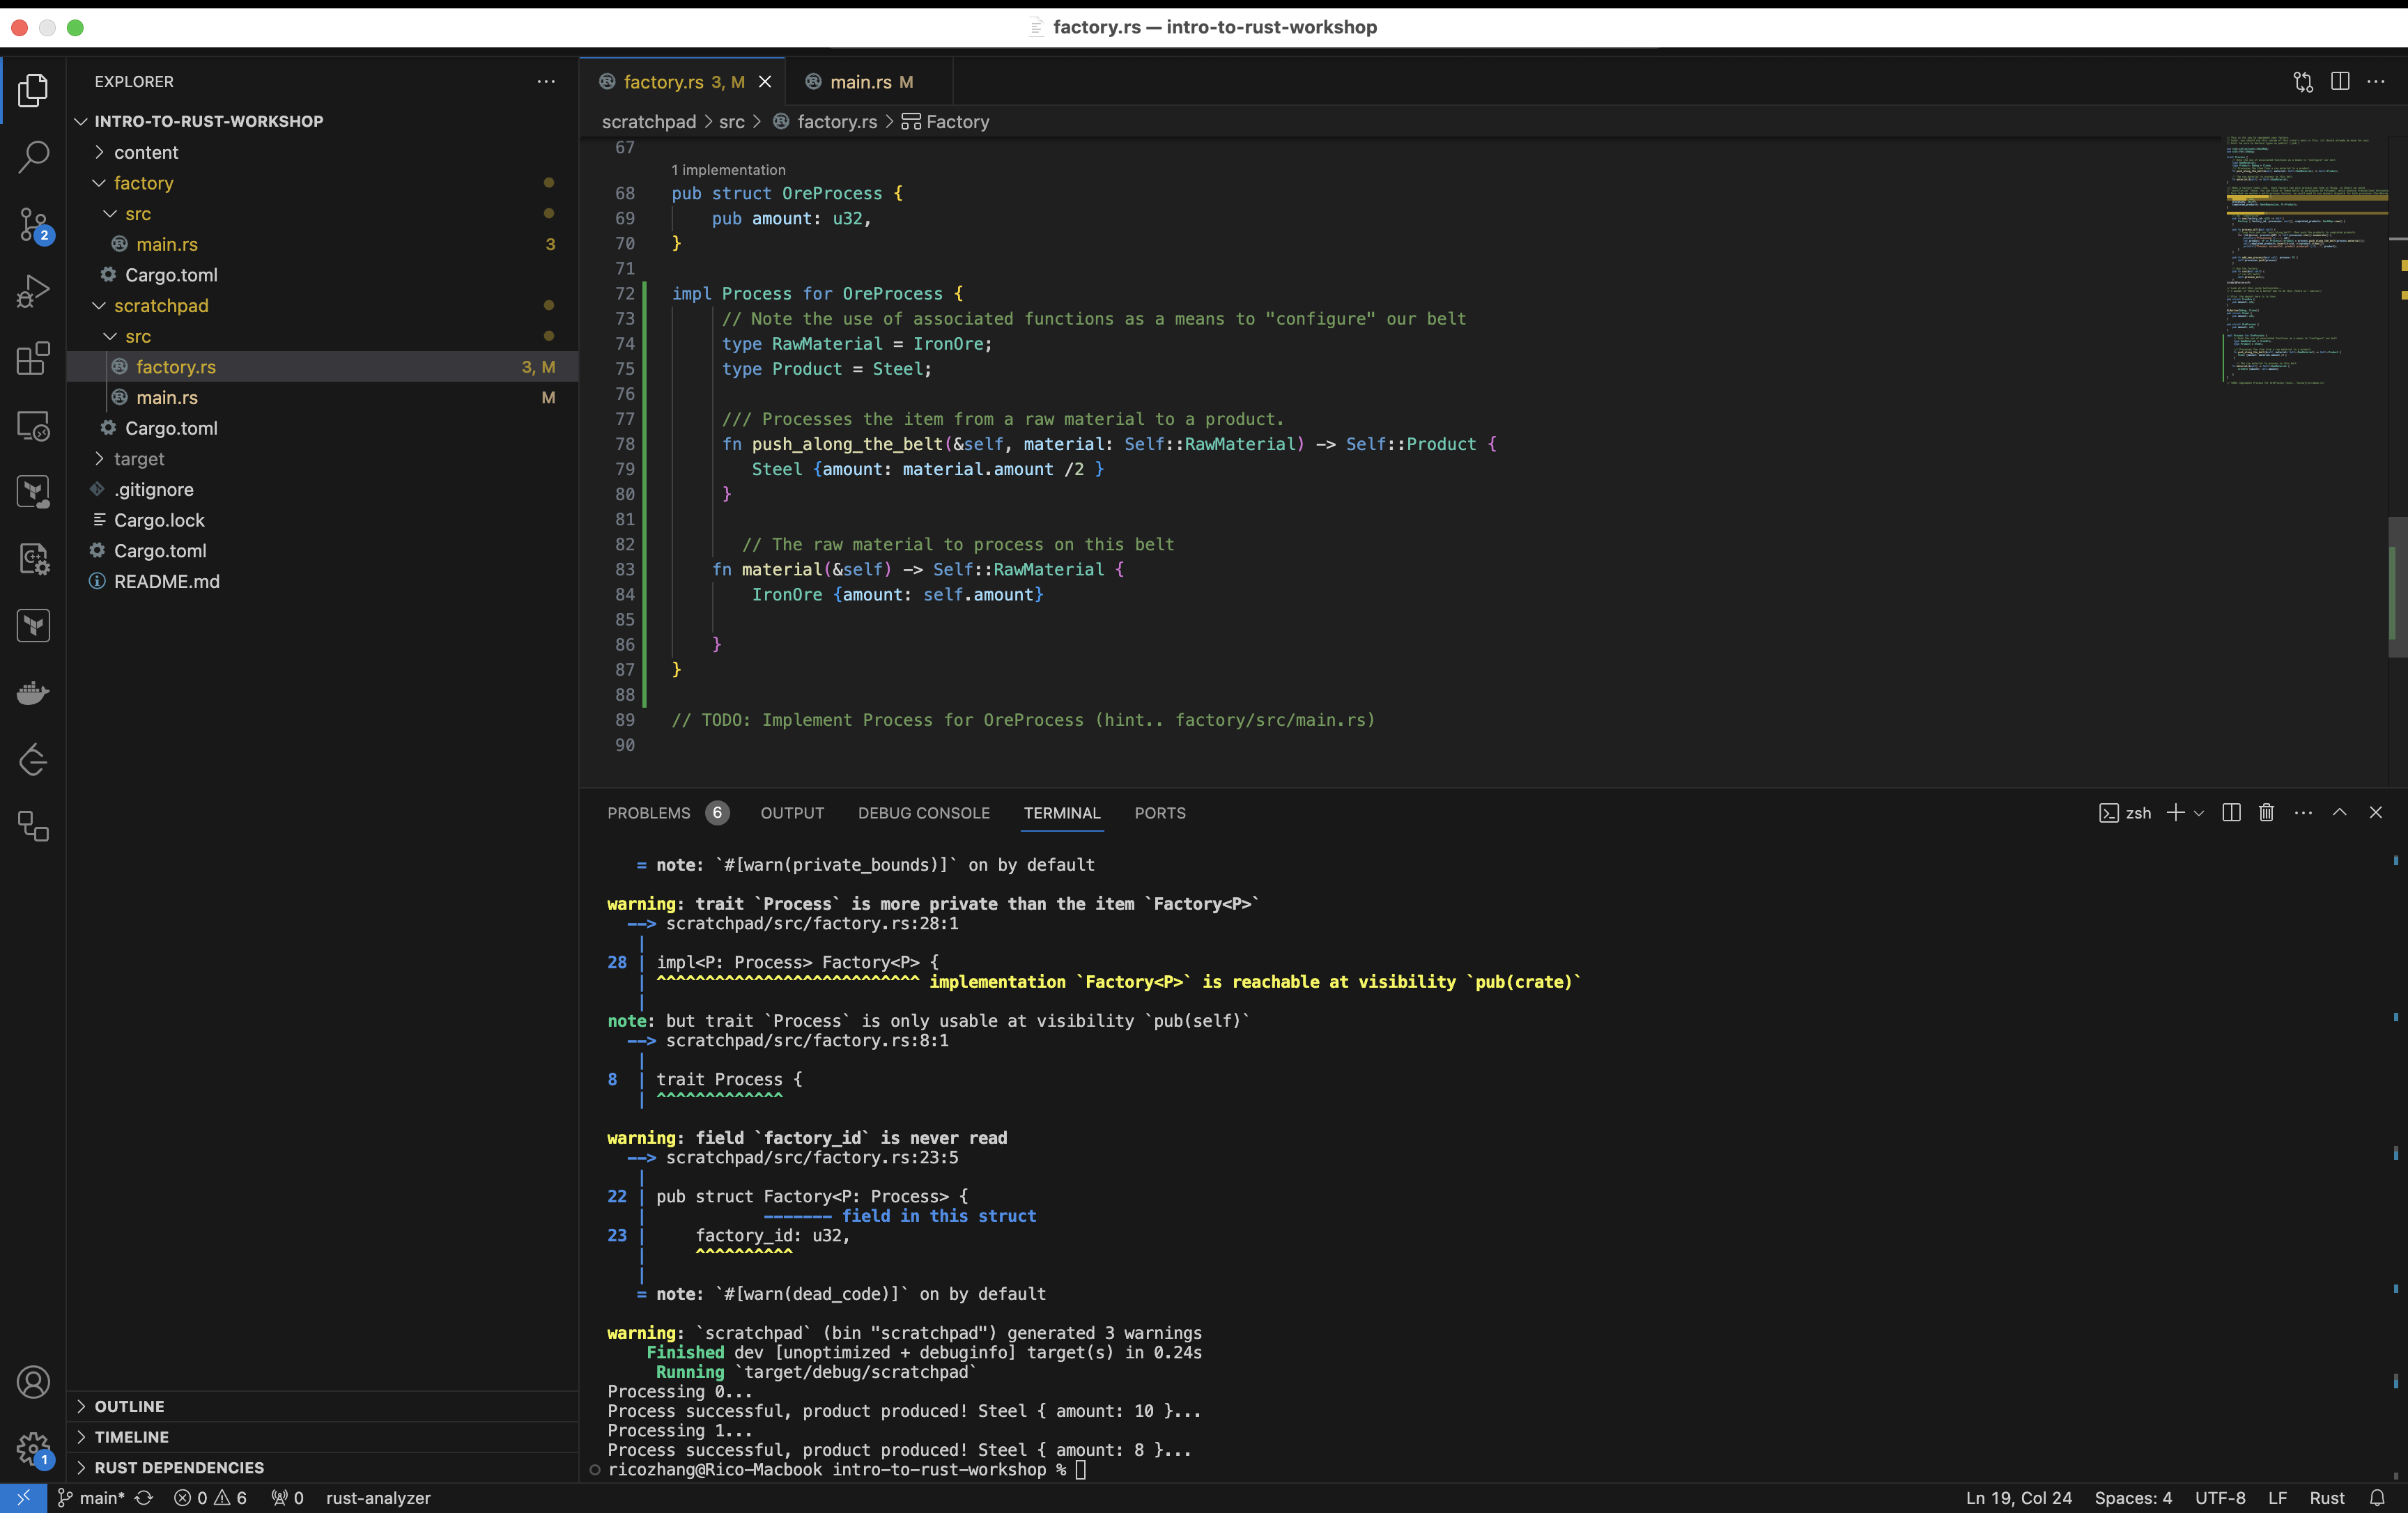 factory.rs — intro-to-rust-workshop
EXPLORER
INTRO-TO-RUST-WORKSHOP
content
factory
src
main.rs 3
Cargo.toml
scratchpad
src
factory.rs 3, M
main.rs M
Cargo.toml
target
.gitignore
Cargo.lock
Cargo.toml
README.md
OUTLINE
TIMELINE
RUST DEPENDENCIES
2
1
factory.rs 3, M
main.rs M
scratchpad > src > factory.rs > Factory
67
1 implementation
68 pub struct OreProcess {
69 pub amount: u32,
70 }
71
72 impl Process for OreProcess {
73 // Note the use of associated functions as a means to "configure" our belt
74 type RawMaterial = IronOre;
75 type Product = Steel;
76
77 /// Processes the item from a raw material to a product.
78 fn push_along_the_belt(&self, material: Self::RawMaterial) -> Self::Product {
79 Steel {amount: material.amount /2 }
80 }
81
82 // The raw material to process on this belt
83 fn material(&self) -> Self::RawMaterial {
84 IronOre {amount: self.amount}
85
86 }
87 }
88
89 // TODO: Implement Process for OreProcess (hint.. factory/src/main.rs)
90
PROBLEMS 6 OUTPUT DEBUG CONSOLE TERMINAL PORTS
zsh
= note: `#[warn(private_bounds)]` on by default
warning: trait `Process` is more private than the item `Factory<P>`
--> scratchpad/src/factory.rs:28:1
|
28 | impl<P: Process> Factory<P> {
| ^^^^^^^^^^^^^^^^^^^^^^^^^^^ implementation `Factory<P>` is reachable at visibility `pub(crate)`
|
note: but trait `Process` is only usable at visibility `pub(self)`
--> scratchpad/src/factory.rs:8:1
|
8 | trait Process {
| ^^^^^^^^^^^^^
warning: field `factory_id` is never read
--> scratchpad/src/factory.rs:23:5
|
22 | pub struct Factory<P: Process> {
| ------- field in this struct
23 | factory_id: u32,
| ^^^^^^^^^^
|
= note: `#[warn(dead_code)]` on by default
warning: `scratchpad` (bin "scratchpad") generated 3 warnings
Finished dev [unoptimized + debuginfo] target(s) in 0.24s
Running `target/debug/scratchpad`
Processing 0...
Process successful, product produced! Steel { amount: 10 }...
Processing 1...
Process successful, product produced! Steel { amount: 8 }...
ricozhang@Rico-Macbook intro-to-rust-workshop %
main* 0 6 0 rust-analyzer
Ln 19, Col 24 Spaces: 4 UTF-8 LF Rust